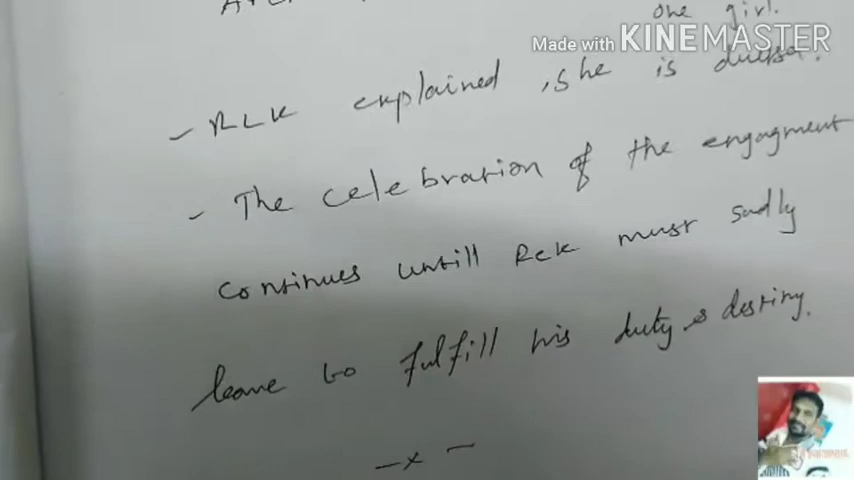 one girl.
Made with KINEMASTER
- RLK explained, she is
- The celebration of the engagment
continues untill RcK must sadly
leave to fulfill his duty & destiny.
-x-